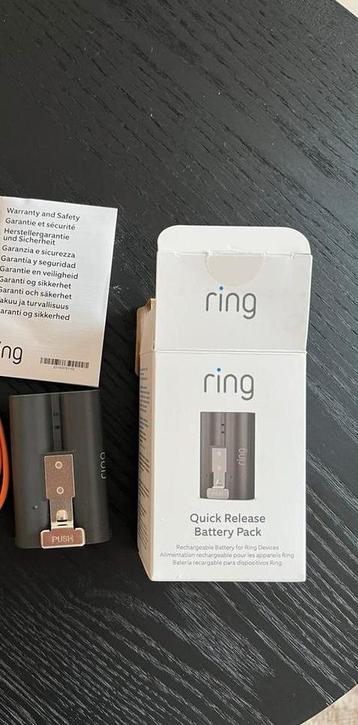 Warranty and Safety
Garantie et sécurité
Herstellergarantie
und Sicherheit
Garanzia e sicurezza
Garantía y seguridad
Garantie en veiligheid
Garanti og sikkerhet
Garanti och säkerhet
akuu ja turvallisuus
aranti og sikkerhed
ng
ring
PUSH
ring
ring
ring
Quick Release
Battery Pack
Rechargeable Battery for Ring Devices
Alimentation rechargeable pour les appareils Ring
Batería recargable para dispositivos Ring